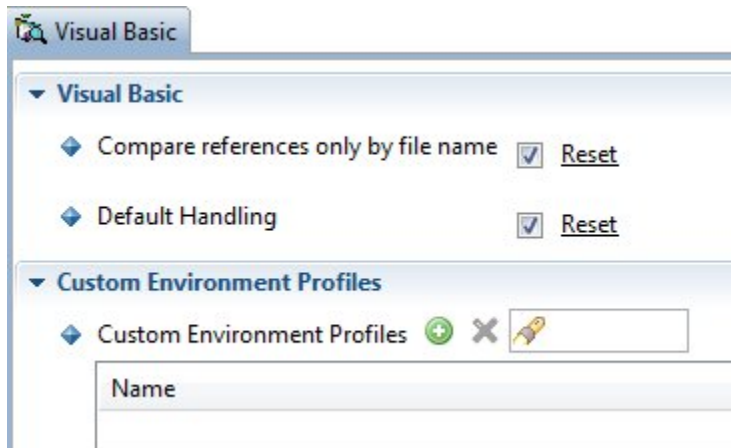 Visual Basic
Visual Basic
Compare references only by file name Reset
Default Handling Reset
Custom Environment Profiles
Custom Environment Profiles
Name